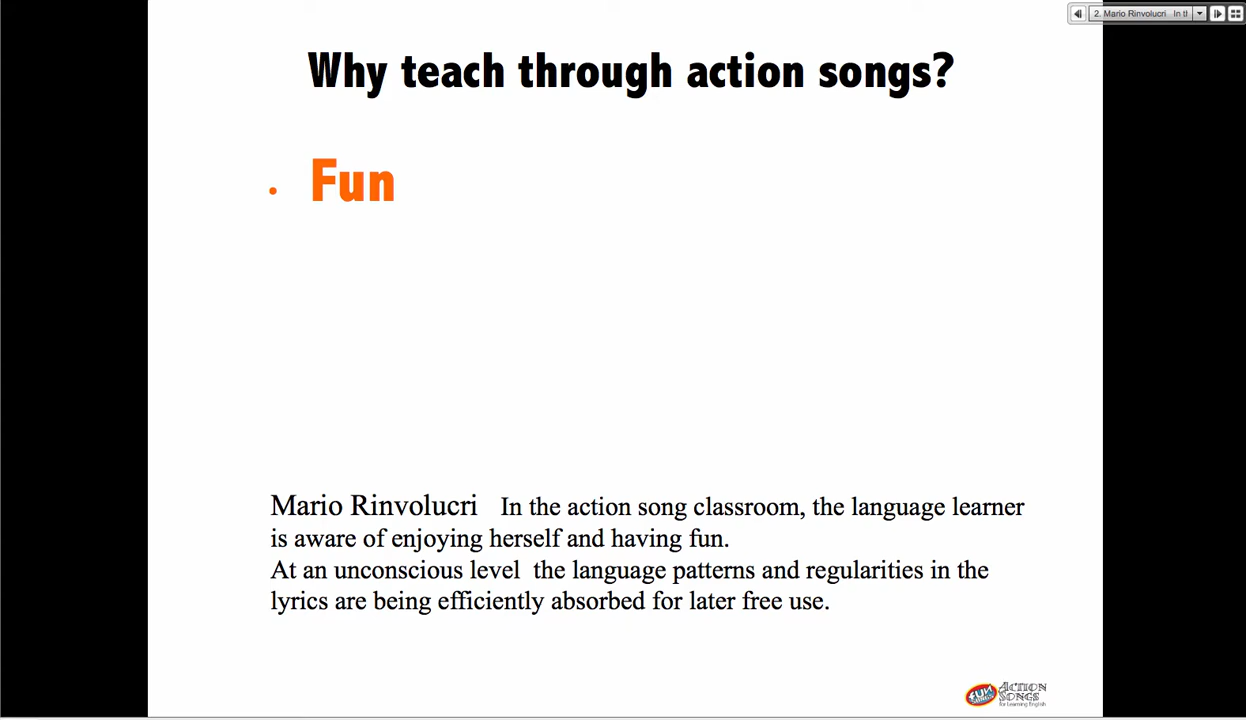 2. Mario Rinvolucri In tl
Why teach through action songs?
• Fun
Mario Rinvolucri In the action song classroom, the language learner
is aware of enjoying herself and having fun.
At an unconscious level the language patterns and regularities in the
lyrics are being efficiently absorbed for later free use.
FUN
ACTION
SONGS
for Learning English